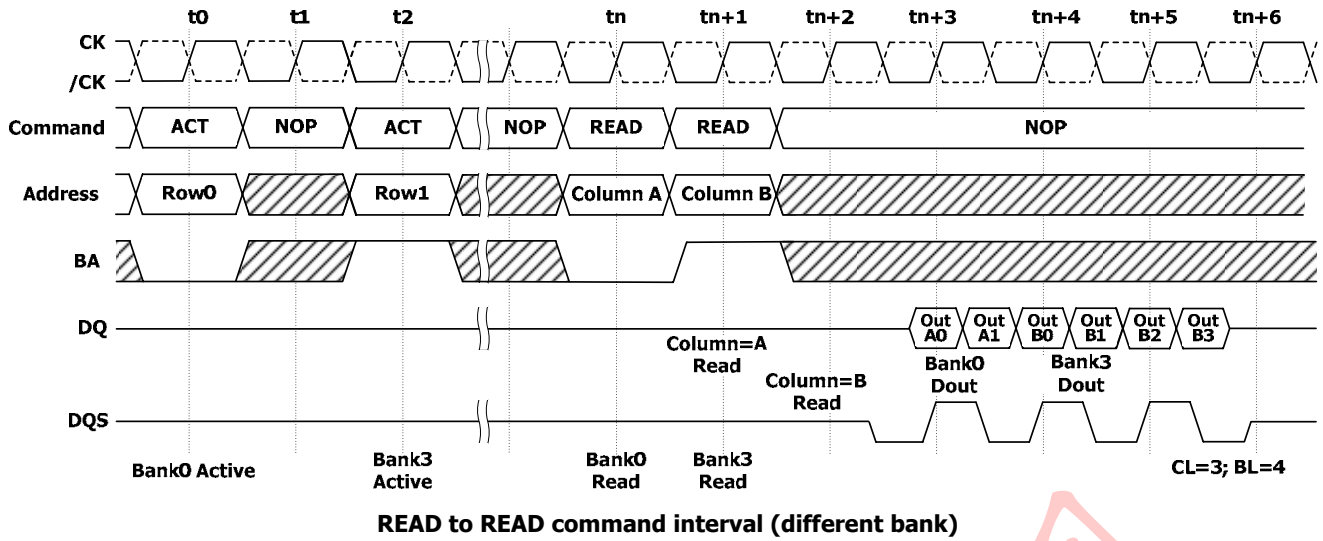 t0 t1 t2 tn tn+1 tn+2 tn+3 tn+4 tn+5 tn+6
CK
/CK
Command ACT NOP ACT NOP READ READ NOP
Address Row0 Row1 Column A Column B
BA
DQ Out A0 Out A1 Out B0 Out B1 Out B2 Out B3
Column=A Read
Bank0 Dout
Bank3 Dout
Column=B Read
DQS
Bank0 Active
Bank3 Active
Bank0 Read
Bank3 Read
CL=3; BL=4
READ to READ command interval (different bank)